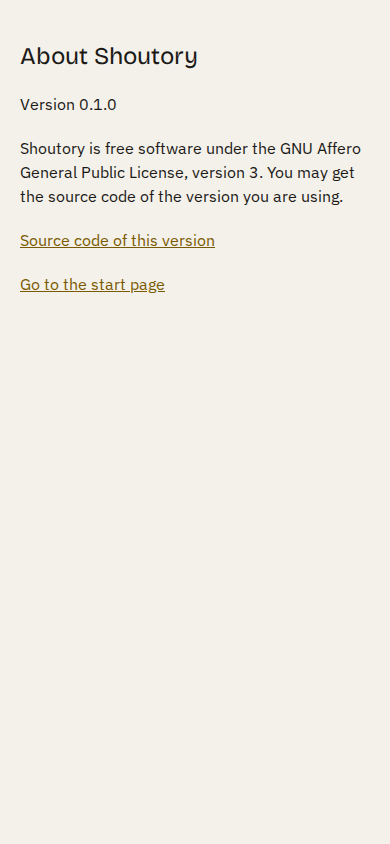 About Shoutory
Version 0.1.0
Shoutory is free software under the GNU Affero
General Public License, version 3. You may get
the source code of the version you are using.
Source code of this version
Go to the start page